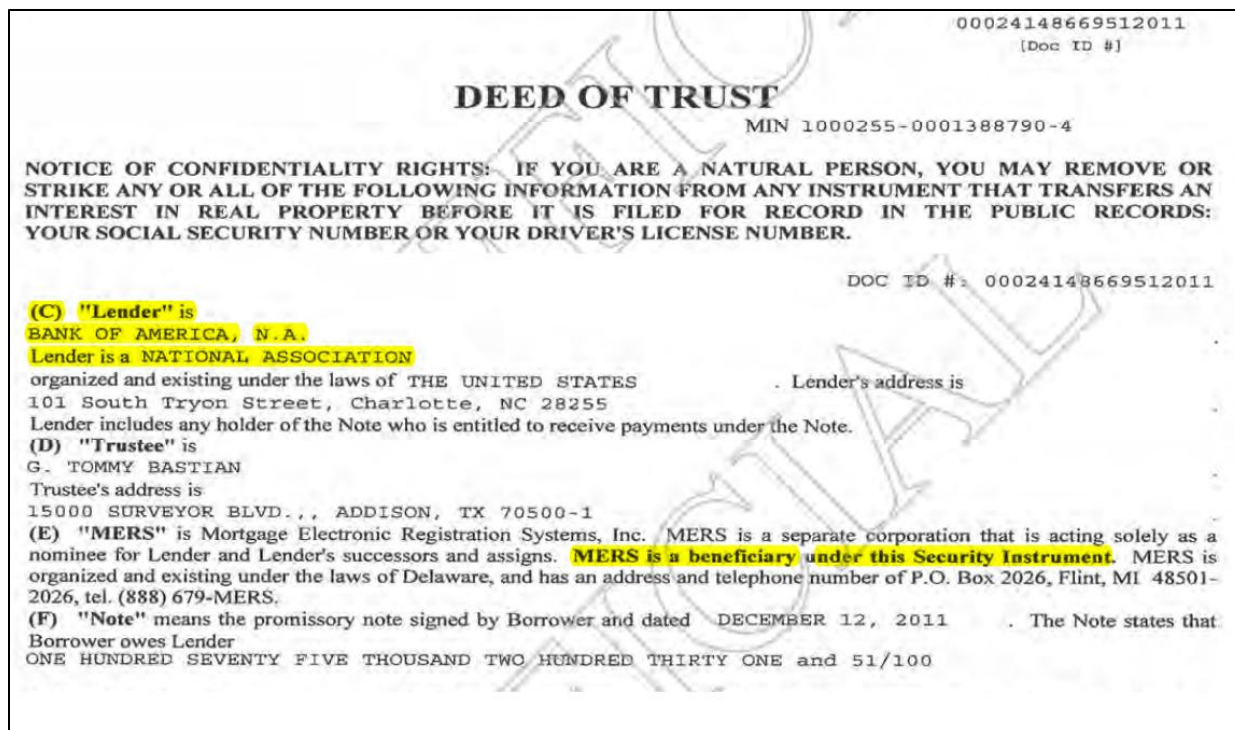 00024148669512011
[Doc ID #]
DEED OF TRUST
MIN 1000255-0001388790-4
NOTICE OF CONFIDENTIALITY RIGHTS: IF YOU ARE A NATURAL PERSON, YOU MAY REMOVE OR
STRIKE ANY OR ALL OF THE FOLLOWING INFORMATION FROM ANY INSTRUMENT THAT TRANSFERS AN
INTEREST IN REAL PROPERTY BEFORE IT IS FILED FOR RECORD IN THE PUBLIC RECORDS:
YOUR SOCIAL SECURITY NUMBER OR YOUR DRIVER'S LICENSE NUMBER.
DOC ID #: 00024148669512011
(C) "Lender" is
BANK OF AMERICA, N.A.
Lender is a NATIONAL ASSOCIATION
organized and existing under the laws of THE UNITED STATES . Lender's address is
101 South Tryon Street, Charlotte, NC 28255 .
Lender includes any holder of the Note who is entitled to receive payments under the Note.
(D) "Trustee" is
G. TOMMY BASTIAN .
Trustee's address is
15000 SURVEYOR BLVD.,, ADDISON, TX 70500-1 .
(E) "MERS" is Mortgage Electronic Registration Systems, Inc. MERS is a separate corporation that is acting solely as a
nominee for Lender and Lender's successors and assigns. MERS is a beneficiary under this Security Instrument. MERS is
organized and existing under the laws of Delaware, and has an address and telephone number of P.O. Box 2026, Flint, MI 48501-
2026, tel. (888) 679-MERS.
(F) "Note" means the promissory note signed by Borrower and dated DECEMBER 12, 2011 . The Note states that
Borrower owes Lender
ONE HUNDRED SEVENTY FIVE THOUSAND TWO HUNDRED THIRTY ONE and 51/100